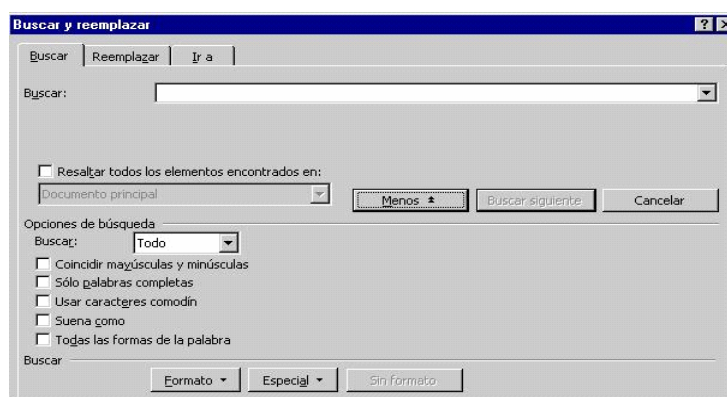 Buscar y reemplazar
Buscar Reemplazar Ir a
Buscar:
Resaltar todos los elementos encontrados en:
Documento principal Menos Buscar siguiente Cancelar
Opciones de búsqueda
Buscar: Todo
Coincidir mayúsculas y minúsculas
Sólo palabras completas
Usar caracteres comodín
Suena como
Todas las formas de la palabra
Buscar
Formato Especial Sin formato